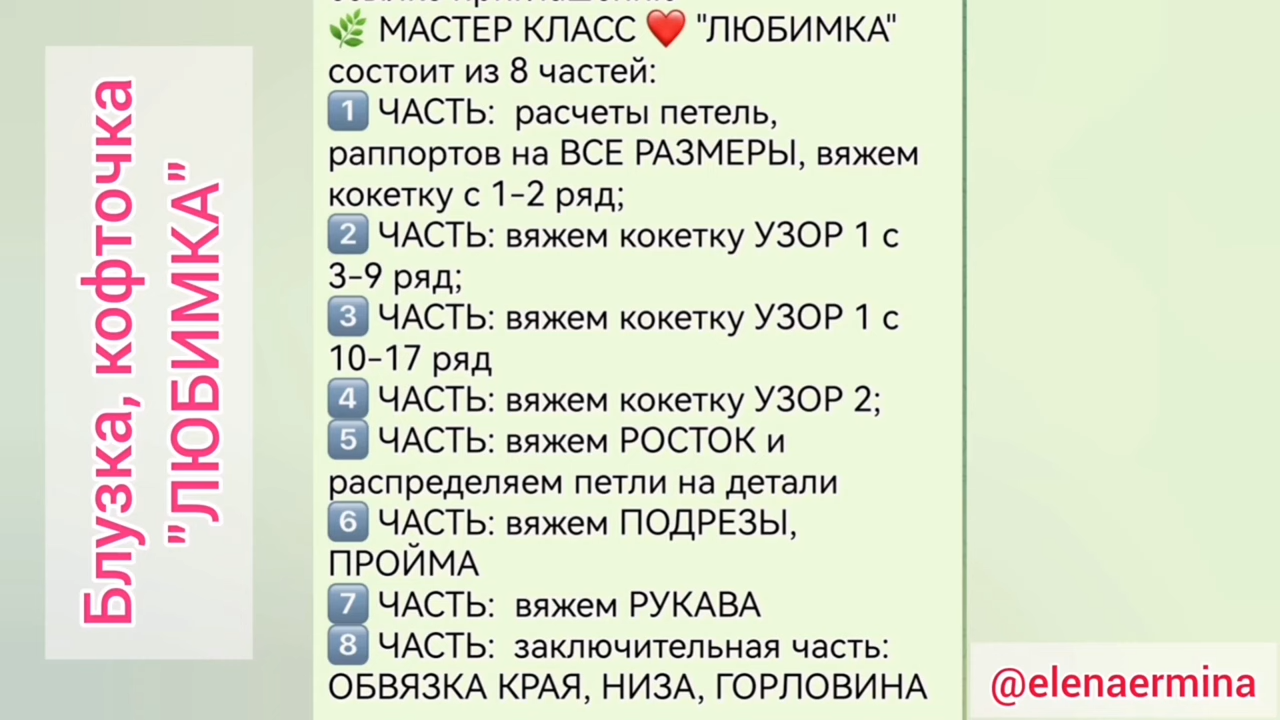 Блузка, кофточка
"ЛЮБИМКА"
🌿 МАСТЕР КЛАСС ❤️ "ЛЮБИМКА"
состоит из 8 частей:
1️⃣ ЧАСТЬ: расчеты петель,
раппортов на ВСЕ РАЗМЕРЫ, вяжем
кокетку с 1-2 ряд;
2️⃣ ЧАСТЬ: вяжем кокетку УЗОР 1 с
3-9 ряд;
3️⃣ ЧАСТЬ: вяжем кокетку УЗОР 1 с
10-17 ряд
4️⃣ ЧАСТЬ: вяжем кокетку УЗОР 2;
5️⃣ ЧАСТЬ: вяжем РОСТОК и
распределяем петли на детали
6️⃣ ЧАСТЬ: вяжем ПОДРЕЗЫ,
ПРОЙМА
7️⃣ ЧАСТЬ: вяжем РУКАВА
8️⃣ ЧАСТЬ: заключительная часть:
ОБВЯЗКА КРАЯ, НИЗА, ГОРЛОВИНА
@elenaermina